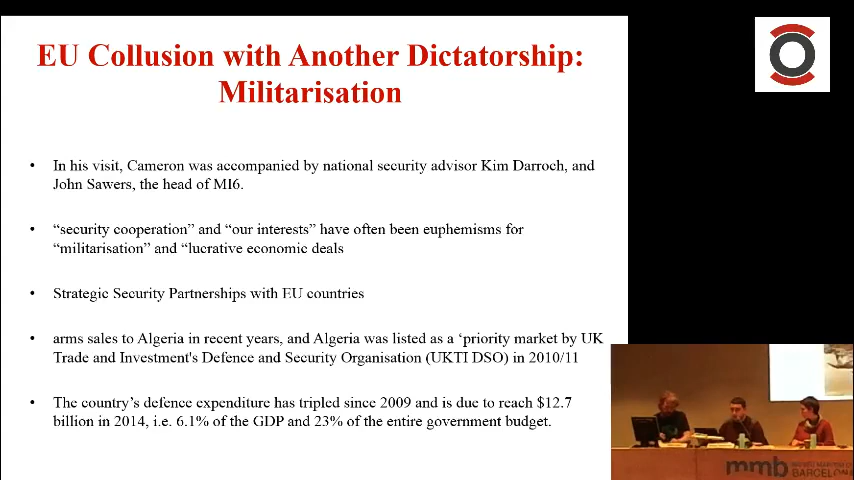 EU Collusion with Another Dictatorship:
Militarisation
• In his visit, Cameron was accompanied by national security advisor Kim Darroch, and
John Sawers, the head of MI6.
• “security cooperation” and “our interests” have often been euphemisms for
“militarisation” and “lucrative economic deals
• Strategic Security Partnerships with EU countries
• arms sales to Algeria in recent years, and Algeria was listed as a ‘priority market by UK
Trade and Investment's Defence and Security Organisation (UKTI DSO) in 2010/11
• The country’s defence expenditure has tripled since 2009 and is due to reach $12.7
billion in 2014, i.e. 6.1% of the GDP and 23% of the entire government budget.
mmb
BARCELONA